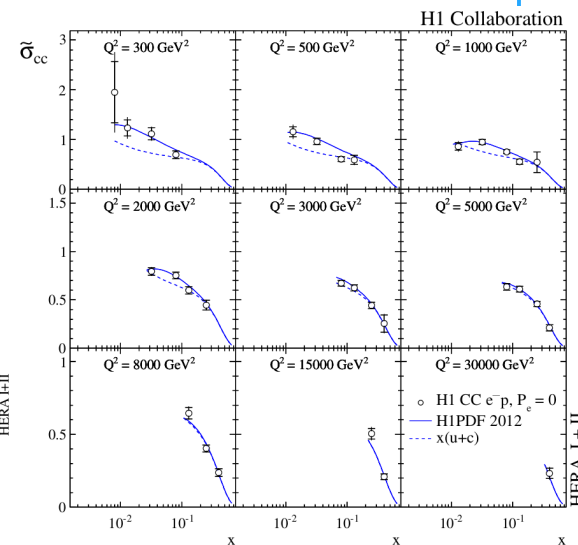 H1 Collaboration
σ̃cc
Q² = 300 GeV² Q² = 500 GeV² Q² = 1000 GeV²
3
2
1
0
Q² = 2000 GeV² Q² = 3000 GeV² Q² = 5000 GeV²
1.5
1
0.5
0
Q² = 8000 GeV² Q² = 15000 GeV² Q² = 30000 GeV²
1
0.5
0
H1 CC e⁻p, Pₑ = 0
H1PDF 2012
x(u+c)
HERA I+II
HERA I + II
10⁻² 10⁻¹ 10⁻² 10⁻¹ 10⁻² 10⁻¹
x x x